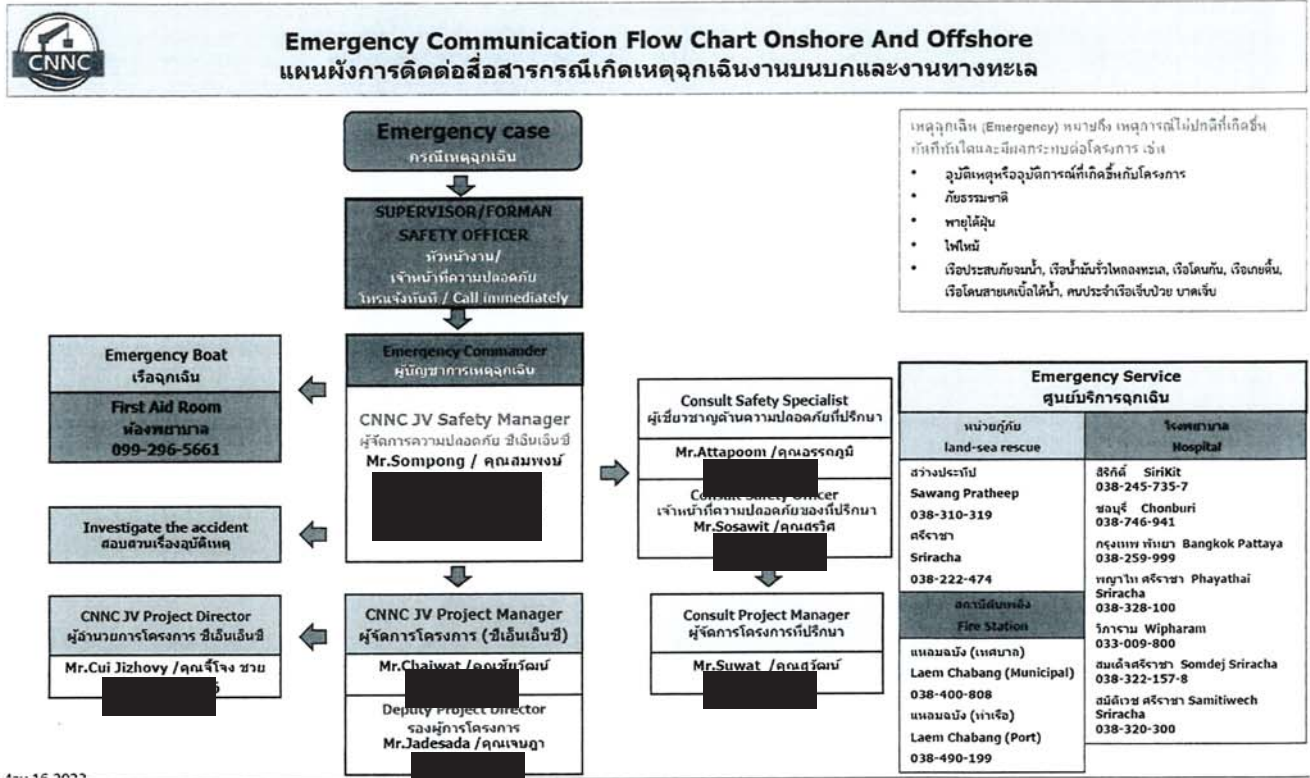 CNNC
Emergency Communication Flow Chart Onshore And Offshore
แผนผังการติดต่อสื่อสารกรณีเกิดเหตุฉุกเฉินงานบนบกและงานทางทะเล
Emergency case
กรณีเหตุฉุกเฉิน
SUPERVISOR/FORMAN
SAFETY OFFICER
หัวหน้างาน/
เจ้าหน้าที่ความปลอดภัย
โทรแจ้งทันที / Call immediately
เหตุฉุกเฉิน (Emergency) หมายถึง เหตุการณ์ไม่ปกติที่เกิดขึ้น
ทันทีทันใดและมีผลกระทบต่อโครงการ เช่น
• อุบัติเหตุหรืออุบัติการณ์ที่เกิดขึ้นกับโครงการ
• ภัยธรรมชาติ
• พายุไต้ฝุ่น
• ไฟไหม้
• เรือประสบภัยจมน้ำ, เรือน้ำมันรั่วไหลลงทะเล, เรือโดนกัน, เรือเกยตื้น,
เรือโดนสายเคเบิ้ลใต้น้ำ, คนประจำเรือเจ็บป่วย บาดเจ็บ
Emergency Boat
เรือฉุกเฉิน
First Aid Room
ห้องพยาบาล
099-296-5661
Emergency Commander
ผู้บัญชาการเหตุฉุกเฉิน
CNNC JV Safety Manager
ผู้จัดการความปลอดภัย ซีเอ็นเอ็นซี
Mr.Sompong / คุณสมพงษ์
Investigate the accident
สอบสวนเรื่องอุบัติเหตุ
Consult Safety Specialist
ผู้เชี่ยวชาญด้านความปลอดภัยที่ปรึกษา
Mr.Attapoom /คุณอรรถภูมิ
Consult Safety Officer
เจ้าหน้าที่ความปลอดภัยของที่ปรึกษา
Mr.Sosawit /คุณสรวิศ
CNNC JV Project Director
ผู้อำนวยการโครงการ ซีเอ็นเอ็นซี
Mr.Cui Jizhovy /คุณจี้โจง ชวย
CNNC JV Project Manager
ผู้จัดการโครงการ (ซีเอ็นเอ็นซี)
Mr.Chaiwat /คุณชัยวัฒน์
Deputy Project Director
รองผู้การโครงการ
Mr.Jadesada /คุณเจษฎา
Consult Project Manager
ผู้จัดการโครงการที่ปรึกษา
Mr.Suwat /คุณสุวัฒน์
Emergency Service
ศูนย์บริการฉุกเฉิน
หน่วยกู้ภัย
land-sea rescue
สว่างประทีป
Sawang Pratheep
038-310-319
ศรีราชา
Sriracha
038-222-474
สถานีดับเพลิง
Fire Station
แหลมฉบัง (เทศบาล)
Laem Chabang (Municipal)
038-400-808
แหลมฉบัง (ท่าเรือ)
Laem Chabang (Port)
038-490-199
โรงพยาบาล
Hospital
สิริกิติ์ SiriKit
038-245-735-7
ชลบุรี Chonburi
038-746-941
กรุงเทพ พัทยา Bangkok Pattaya
038-259-999
พญาไท ศรีราชา Phayathai
Sriracha
038-328-100
วิภาราม Wipharam
033-009-800
สมเด็จศรีราชา Somdej Sriracha
038-322-157-8
สมิติเวช ศรีราชา Samitiwech
Sriracha
038-320-300